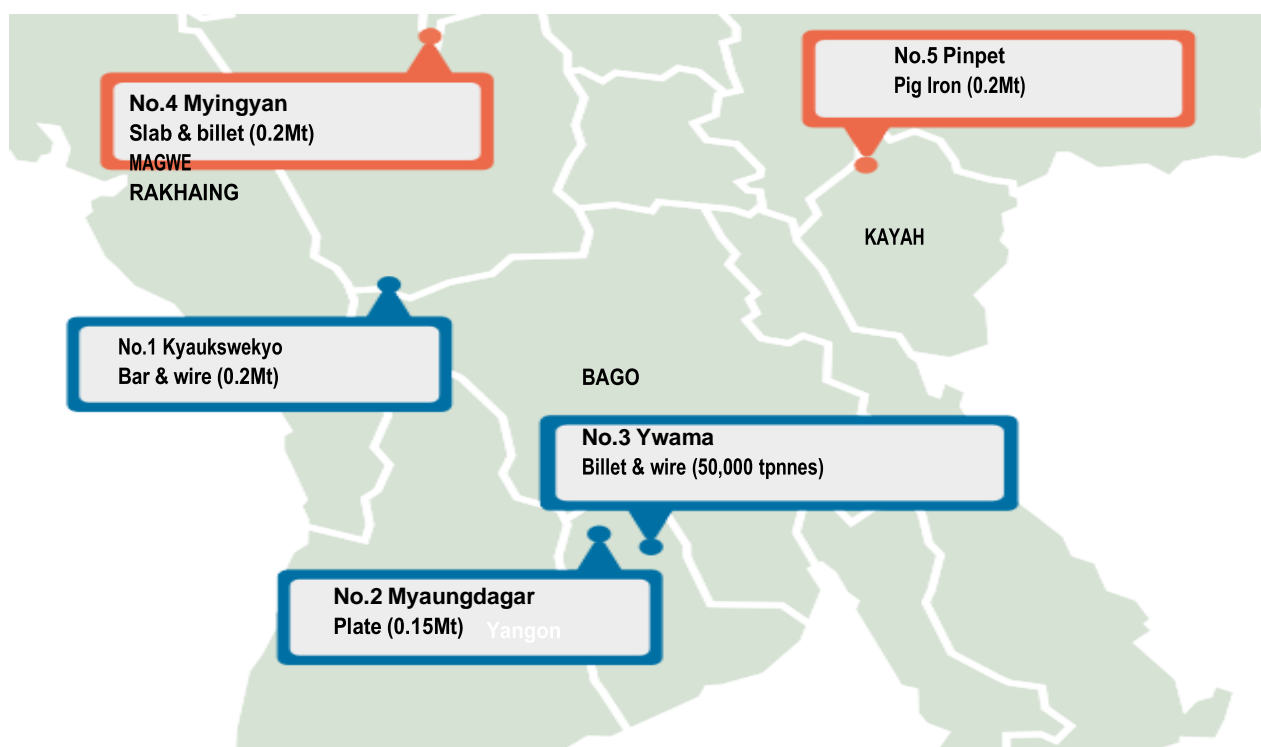 No.5 Pinpet
Pig Iron (0.2Mt)
No.4 Myingyan
Slab & billet (0.2Mt)
MAGWE
RAKHAING
KAYAH
No.1 Kyaukswekyo
Bar & wire (0.2Mt)
BAGO
No.3 Ywama
Billet & wire (50,000 tpnnes)
No.2 Myaungdagar
Plate (0.15Mt)
Yangon